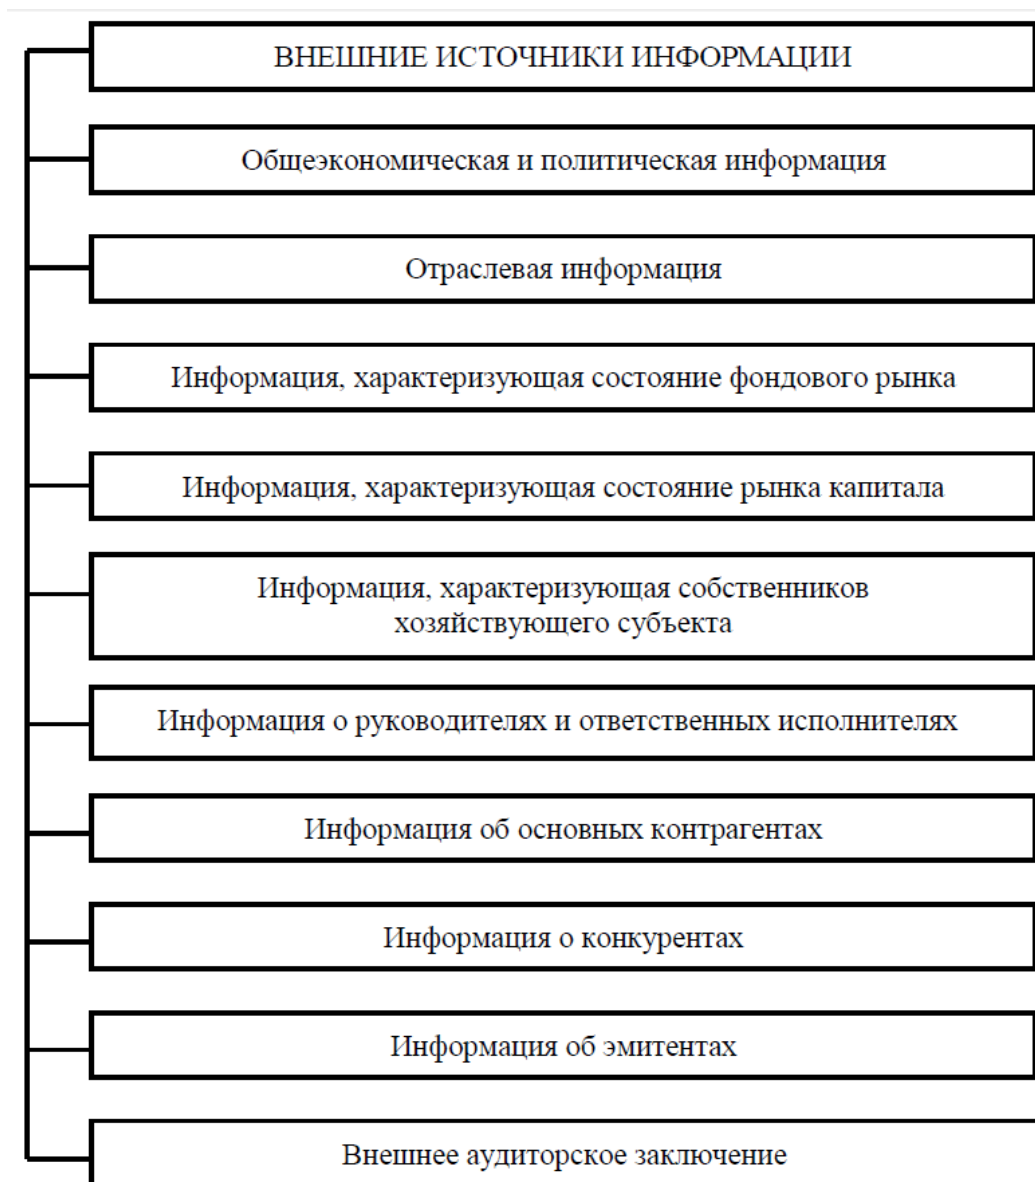 ВНЕШНИЕ ИСТОЧНИКИ ИНФОРМАЦИИ
Общеэкономическая и политическая информация
Отраслевая информация
Информация, характеризующая состояние фондового рынка
Информация, характеризующая состояние рынка капитала
Информация, характеризующая собственников
хозяйствующего субъекта
Информация о руководителях и ответственных исполнителях
Информация об основных контрагентах
Информация о конкурентах
Информация об эмитентах
Внешнее аудиторское заключение